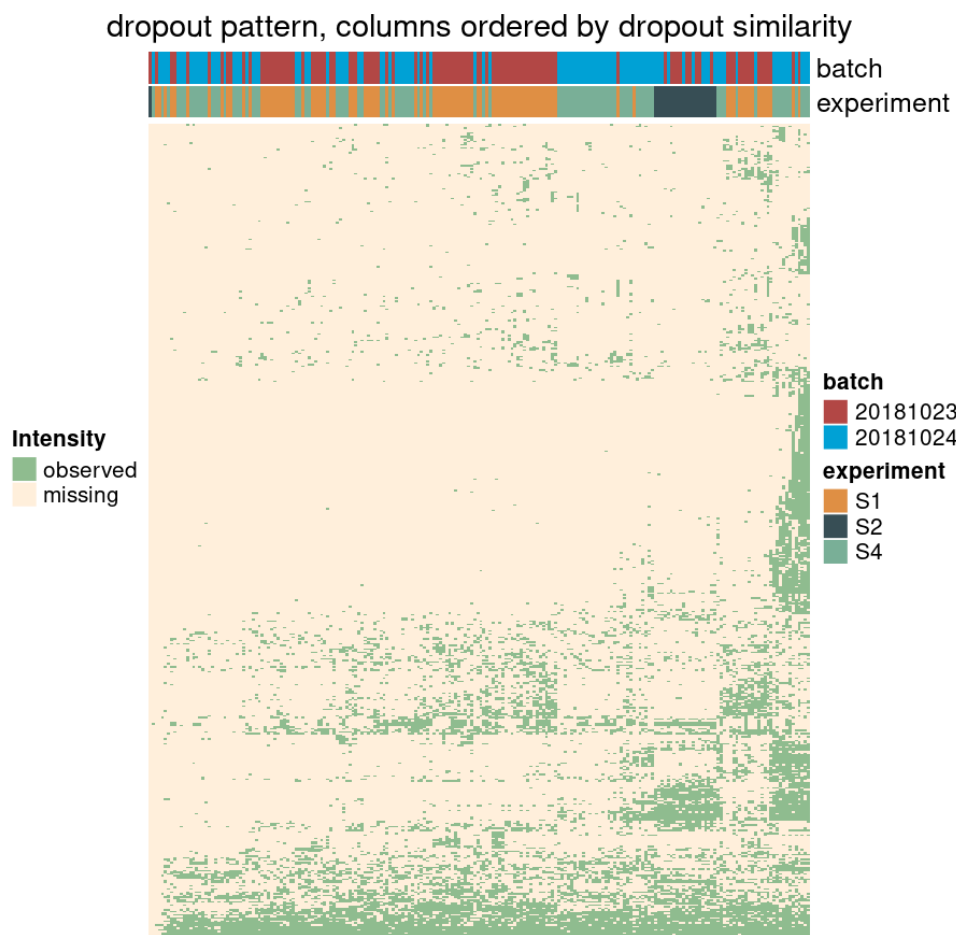 dropout pattern, columns ordered by dropout similarity
batch
experiment
Intensity
observed
missing
batch
20181023
20181024
experiment
S1
S2
S4